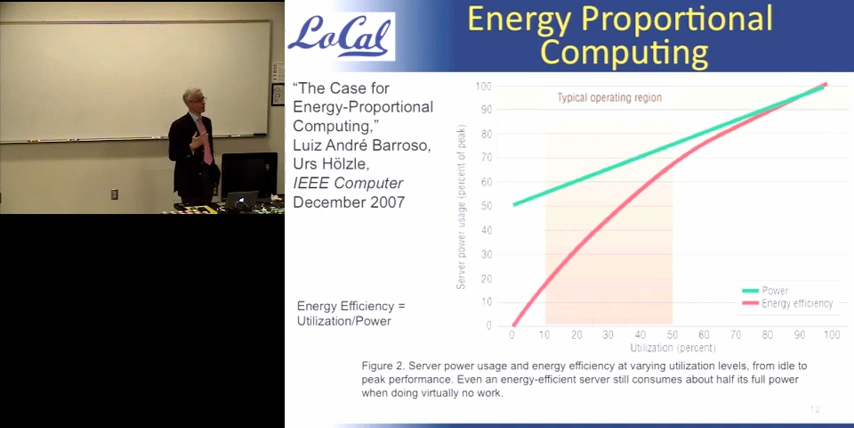 LoCal
Energy Proportional
Computing
“The Case for
Energy-Proportional
Computing,”
Luiz André Barroso,
Urs Hölzle,
IEEE Computer
December 2007
Energy Efficiency =
Utilization/Power
Server power usage (percent of peak)
100
90
80
70
60
50
40
30
20
10
0
Typical operating region
Power
Energy efficiency
0 10 20 30 40 50 60 70 80 90 100
Utilization (percent)
Figure 2. Server power usage and energy efficiency at varying utilization levels, from idle to
peak performance. Even an energy-efficient server still consumes about half its full power
when doing virtually no work.
12